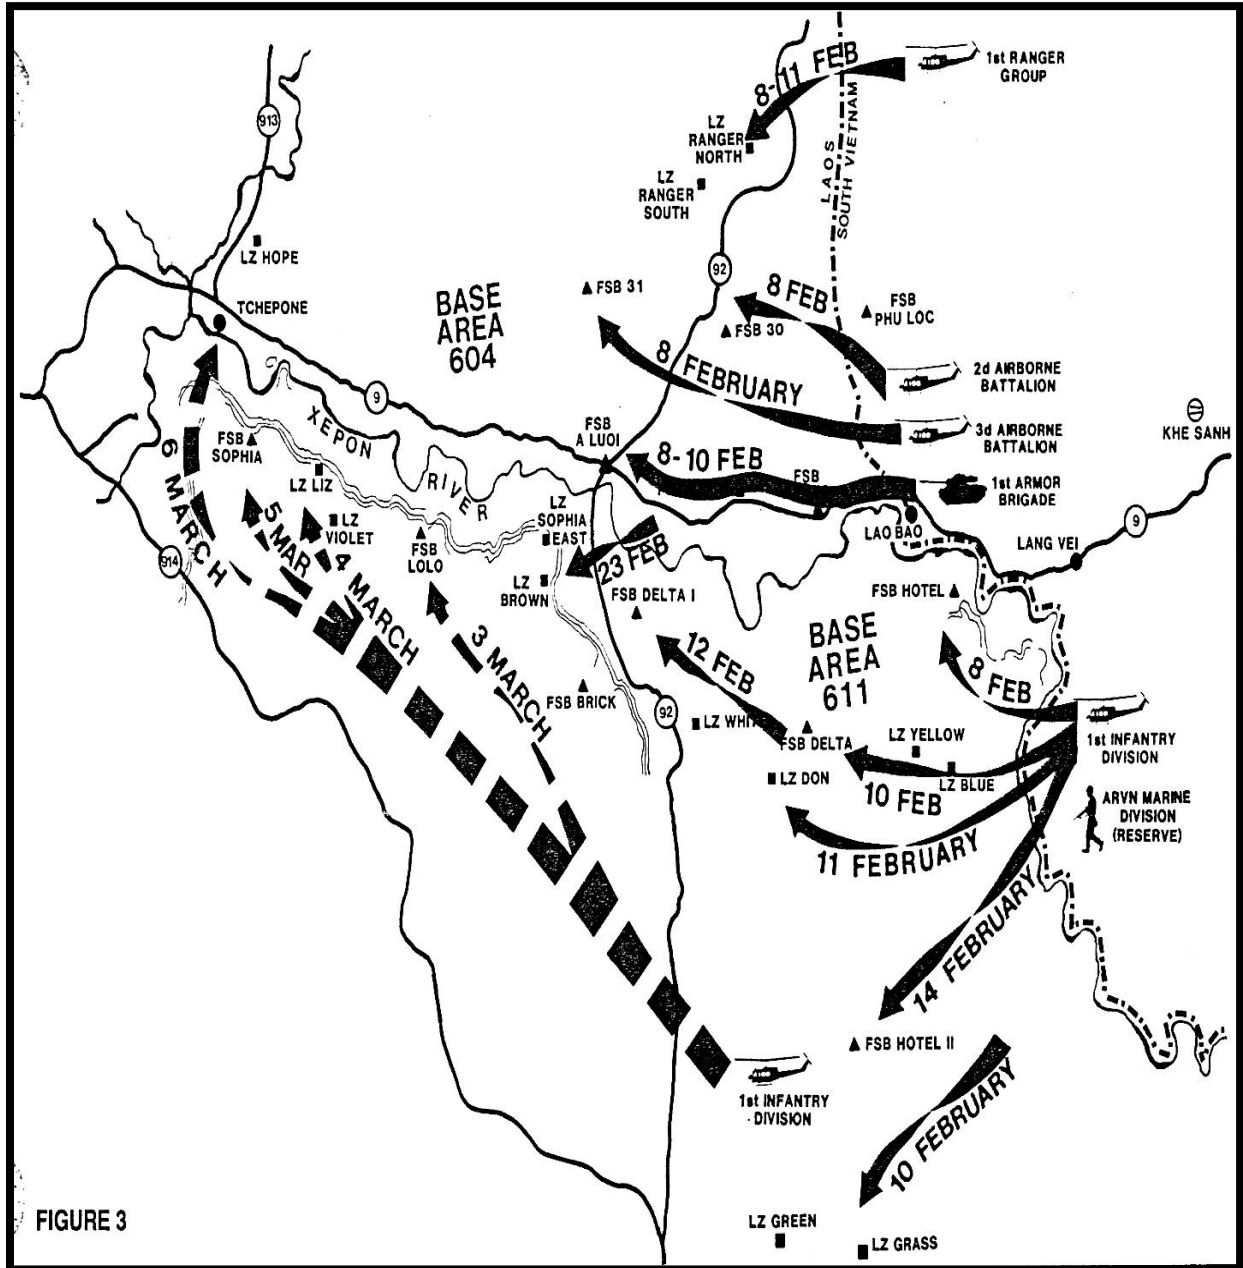 8-11 FEB
1st RANGER
GROUP
913
LZ
RANGER
NORTH
LZ
RANGER
SOUTH
LAOS
SOUTH VIETNAM
LZ HOPE
92
TCHEPONE
BASE
AREA
604
FSB 31
8 FEB
FSB
PHU LOC
FSB 30
8 FEBRUARY
2d AIRBORNE
BATTALION
9
XEPON
RIVER
FSB
A LUOI
3d AIRBORNE
BATTALION
KHE SANH
6 MARCH
FSB
SOPHIA
LZ LIZ
8-10 FEB
FSB
1st ARMOR
BRIGADE
5 MAR
LZ
VIOLET
LZ
SOPHIA
EAST
LAO BAO
9
LANG VEI
914
4 MARCH
FSB
LOLO
LZ
BROWN
23 FEB
FSB DELTA I
FSB HOTEL
3 MARCH
12 FEB
BASE
AREA
611
8 FEB
FSB BRICK
92
LZ WHITE
FSB DELTA
LZ YELLOW
1st INFANTRY
DIVISION
LZ DON
LZ BLUE
10 FEB
ARVN MARINE
DIVISION
(RESERVE)
11 FEBRUARY
14 FEBRUARY
FSB HOTEL II
1st INFANTRY
DIVISION
10 FEBRUARY
FIGURE 3
LZ GREEN
LZ GRASS